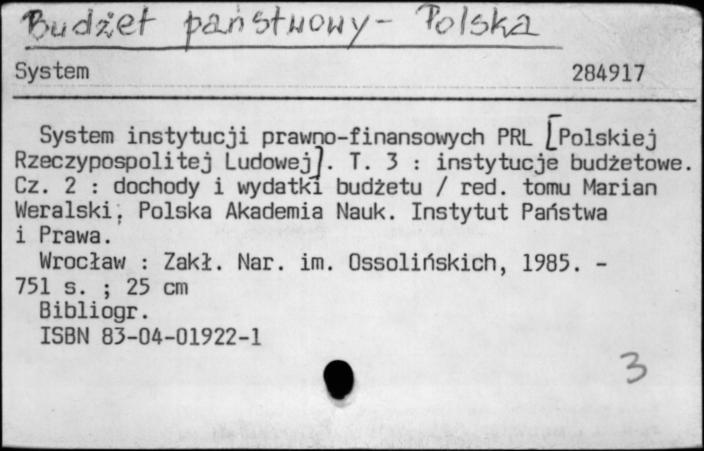 Budżet państwowy - Polska
System 284917
System instytucji prawno-finansowych PRL [Polskiej
Rzeczypospolitej Ludowej]. T. 3 : instytucje budżetowe.
Cz. 2 : dochody i wydatki budżetu / red. tomu Marian
Weralski; Polska Akademia Nauk. Instytut Państwa
i Prawa.
Wrocław : Zakł. Nar. im. Ossolińskich, 1985. -
751 s. ; 25 cm
Bibliogr.
ISBN 83-04-01922-1
3